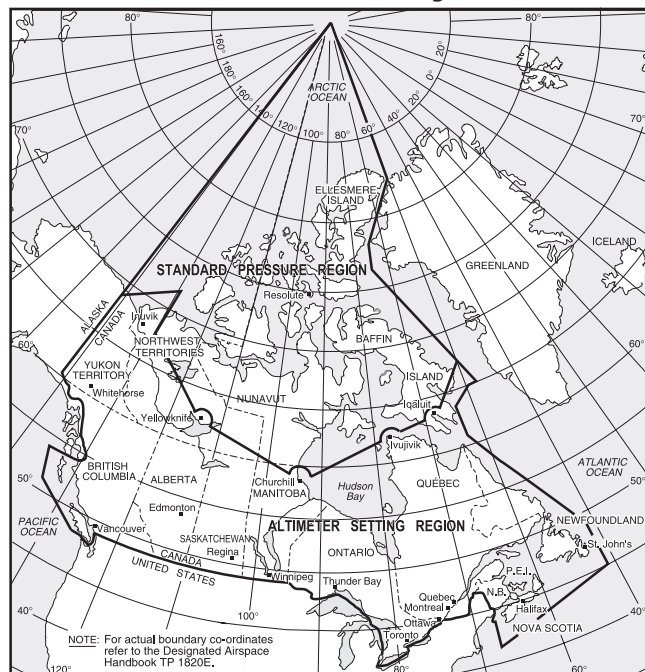 160°
160°
160°
140°
120°
100°
80°
60°
40°
20°
0°
ARCTIC
OCEAN
70°
70°
ELLESMERE
ISLAND
ICELAND
GREENLAND
STANDARD PRESSURE REGION
Resolute
ALASKA
CANADA
Inuvik
60°
60°
NORTHWEST
TERRITORIES
BAFFIN
ISLAND
YUKON
TERRITORY
Whitehorse
NUNAVUT
Iqaluit
Yellowknife
Ivujivik
50°
50°
BRITISH
COLUMBIA
ALBERTA
Churchill
MANITOBA
Hudson
Bay
QUÉBEC
ATLANTIC
OCEAN
Edmonton
PACIFIC
OCEAN
Vancouver
SASKATCHEWAN
Regina
ALTIMETER SETTING REGION
NEWFOUNDLAND
St. John's
CANADA
UNITED STATES
ONTARIO
Winnipeg
Thunder Bay
P.E.I.
N.B.
Quebec
Montreal
Ottawa
Toronto
Halifax
NOVA SCOTIA
40°
40°
100°
NOTE: For actual boundary co-ordinates
refer to the Designated Airspace
Handbook TP 1820E.
120°
80°
60°